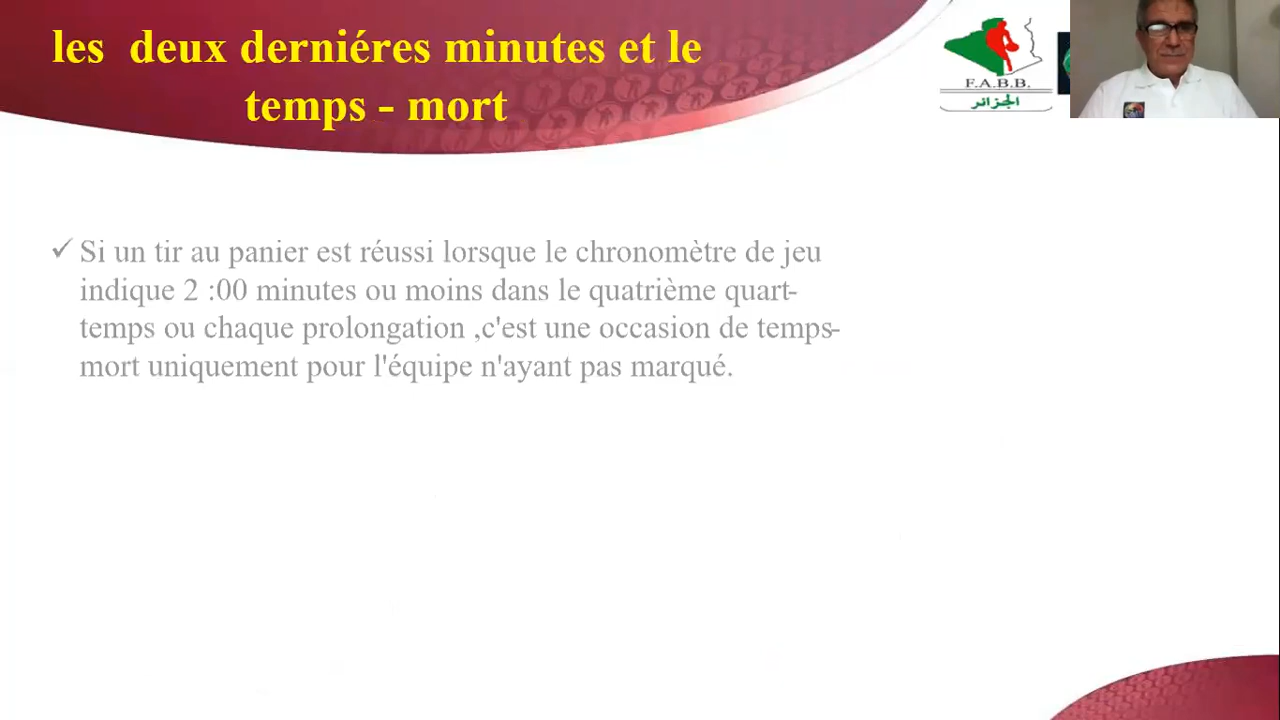 les  deux derniéres minutes et le
temps - mort
F.A.B.B.
الجزائر
✓ Si un tir au panier est réussi lorsque le chronomètre de jeu
indique 2 :00 minutes ou moins dans le quatrième quart-
temps ou chaque prolongation ,c'est une occasion de temps-
mort uniquement pour l'équipe n'ayant pas marqué.